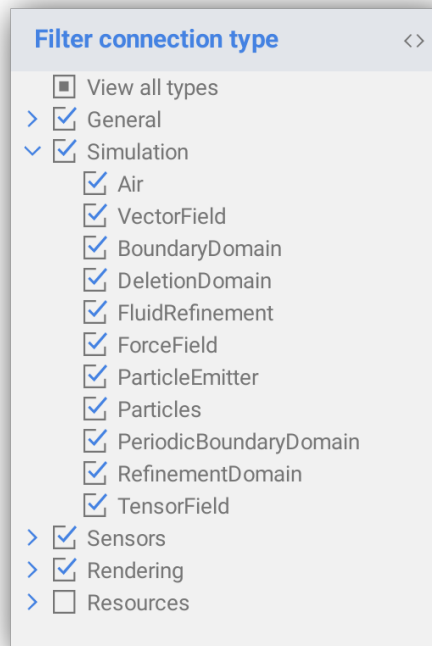 Filter connection type
View all types
General
Simulation
Air
VectorField
BoundaryDomain
DeletionDomain
FluidRefinement
ForceField
ParticleEmitter
Particles
PeriodicBoundaryDomain
RefinementDomain
TensorField
Sensors
Rendering
Resources